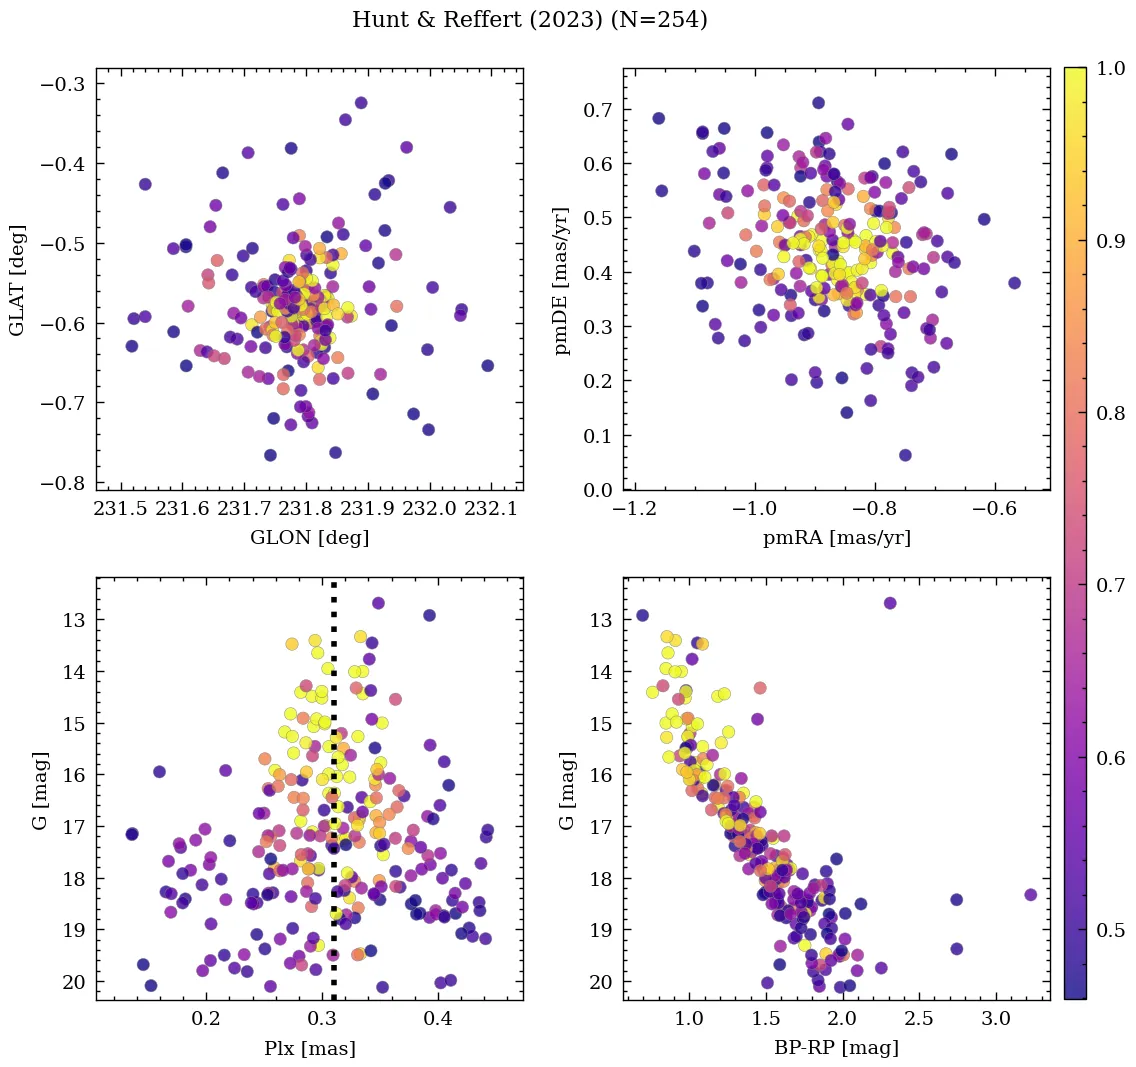 Hunt & Reffert (2023) (N=254)
−0.3
−0.4
−0.5
−0.6
−0.7
−0.8
GLAT [deg]
231.5 231.6 231.7 231.8 231.9 232.0 232.1
GLON [deg]
0.7
0.6
0.5
0.4
0.3
0.2
0.1
0.0
pmDE [mas/yr]
−1.2 −1.0 −0.8 −0.6
pmRA [mas/yr]
13
14
15
16
17
18
19
20
G [mag]
0.2 0.3 0.4
Plx [mas]
13
14
15
16
17
18
19
20
G [mag]
1.0 1.5 2.0 2.5 3.0
BP-RP [mag]
1.0
0.9
0.8
0.7
0.6
0.5